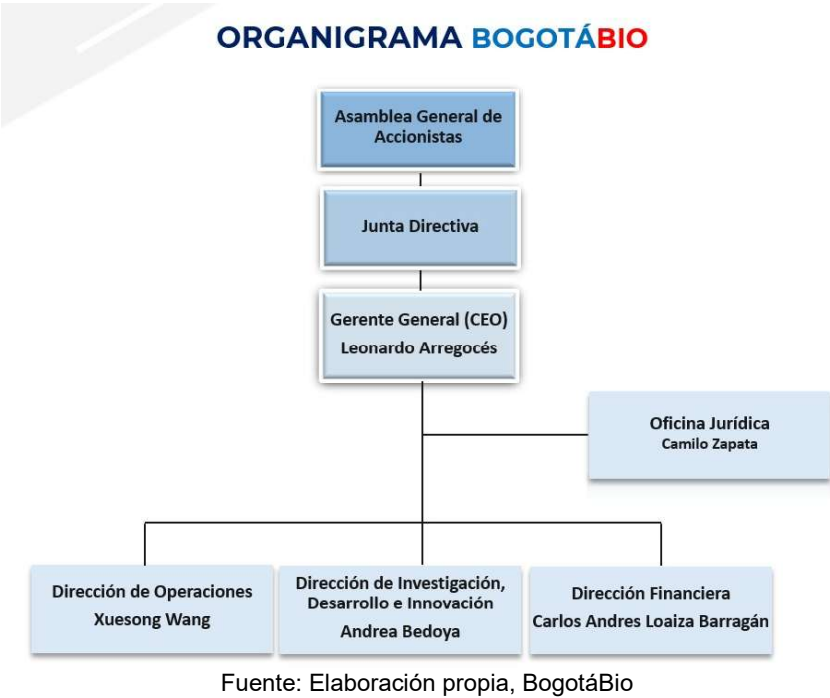 ORGANIGRAMA BOGOTÁBIO
Asamblea General de
Accionistas
Junta Directiva
Gerente General (CEO)
Leonardo Arregocés
Oficina Jurídica
Camilo Zapata
Dirección de Operaciones
Xuesong Wang
Dirección de Investigación,
Desarrollo e Innovación
Andrea Bedoya
Dirección Financiera
Carlos Andres Loaiza Barragán
Fuente: Elaboración propia, BogotáBio